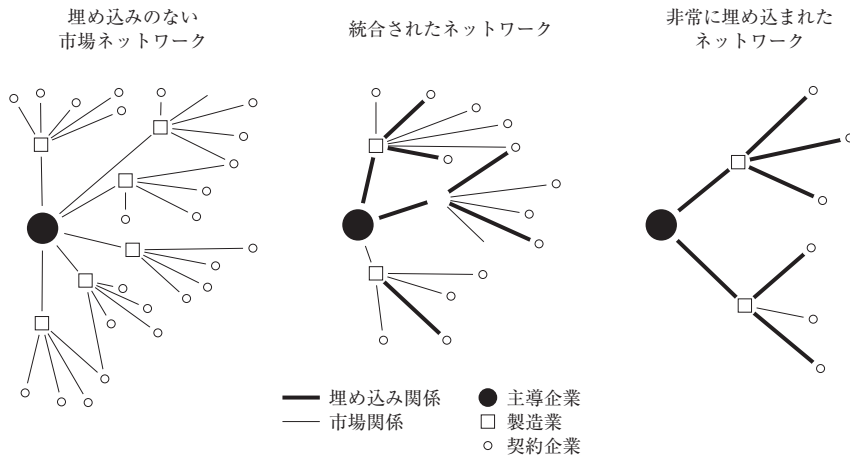 埋め込みのない
市場ネットワーク
統合されたネットワーク
非常に埋め込まれた
ネットワーク
埋め込み関係
市場関係
主導企業
製造業
契約企業